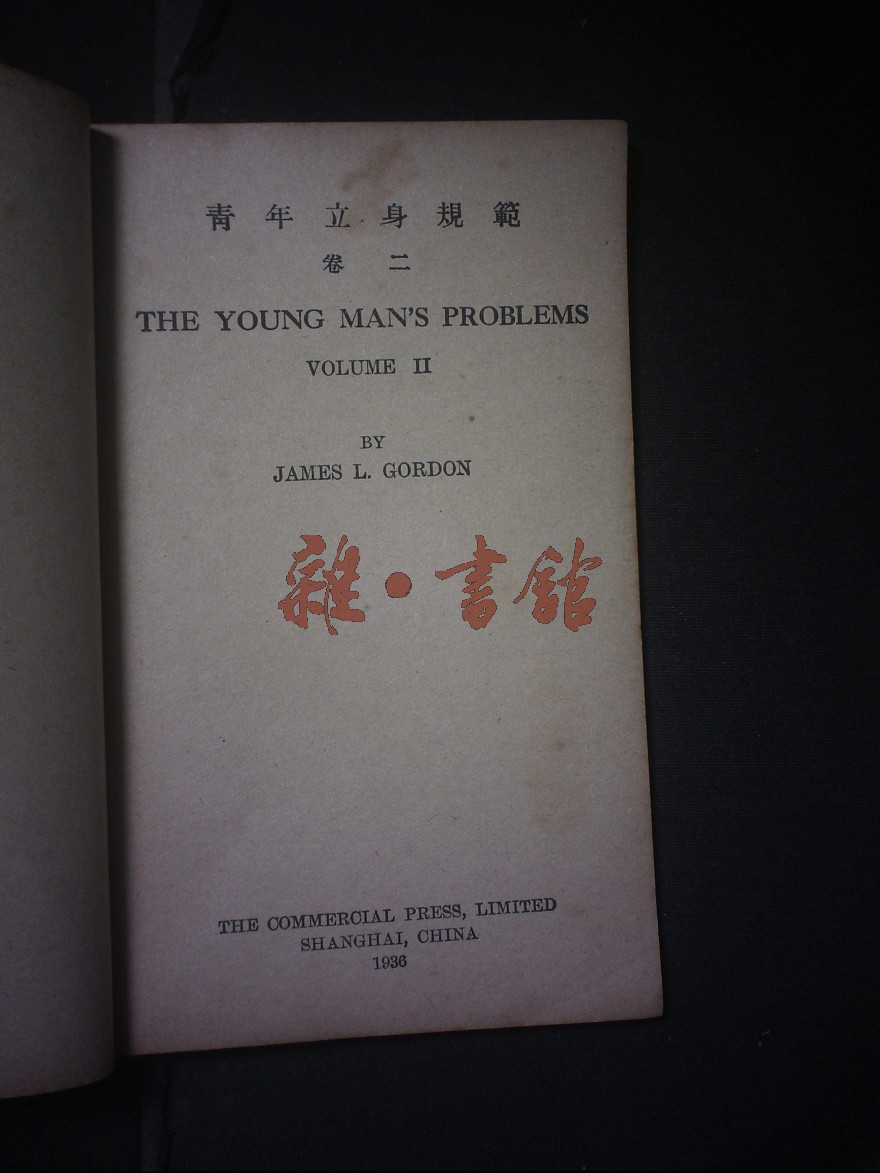 靑年立身規範
卷二
THE YOUNG MAN'S PROBLEMS
VOLUME II
BY
JAMES L. GORDON
雜·書館
THE COMMERCIAL PRESS, LIMITED
SHANGHAI, CHINA
1936